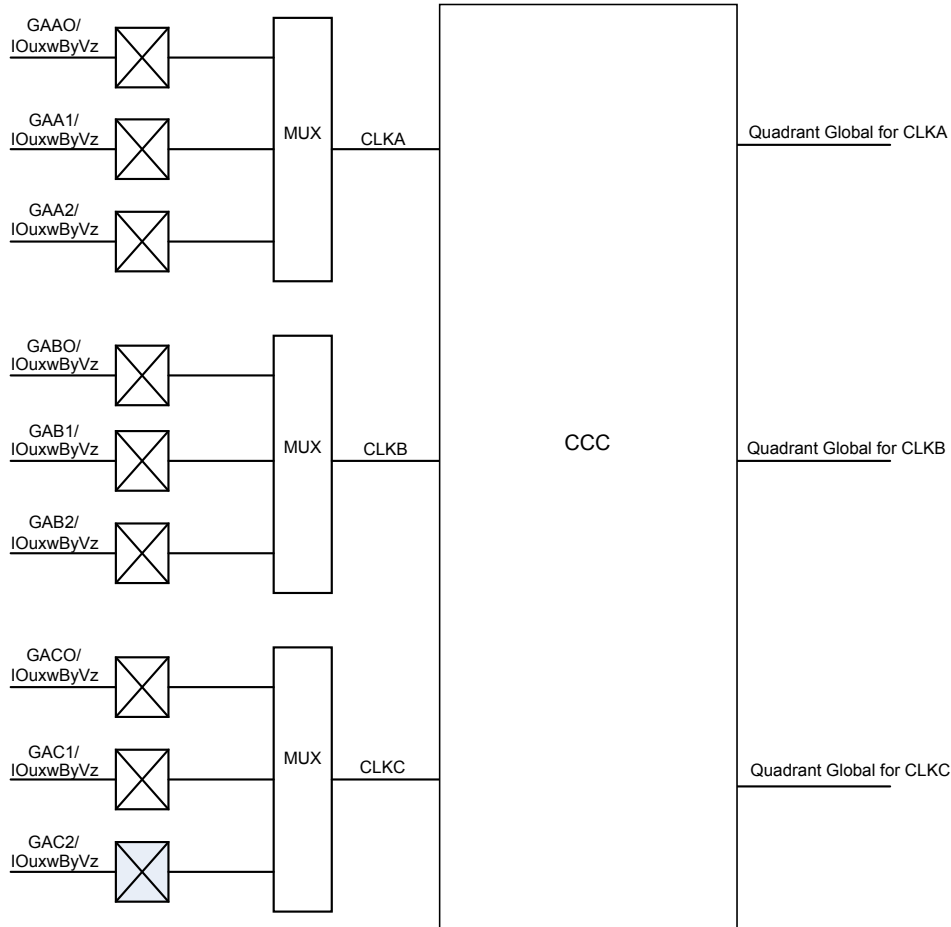 GAAO/
IOuxwByVz
GAA1/
IOuxwByVz
MUX
CLKA
Quadrant Global for CLKA
GAA2/
IOuxwByVz
GABO/
IOuxwByVz
GAB1/
IOuxwByVz
MUX
CLKB
CCC
Quadrant Global for CLKB
GAB2/
IOuxwByVz
GACO/
IOuxwByVz
GAC1/
IOuxwByVz
MUX
CLKC
Quadrant Global for CLKC
GAC2/
IOuxwByVz